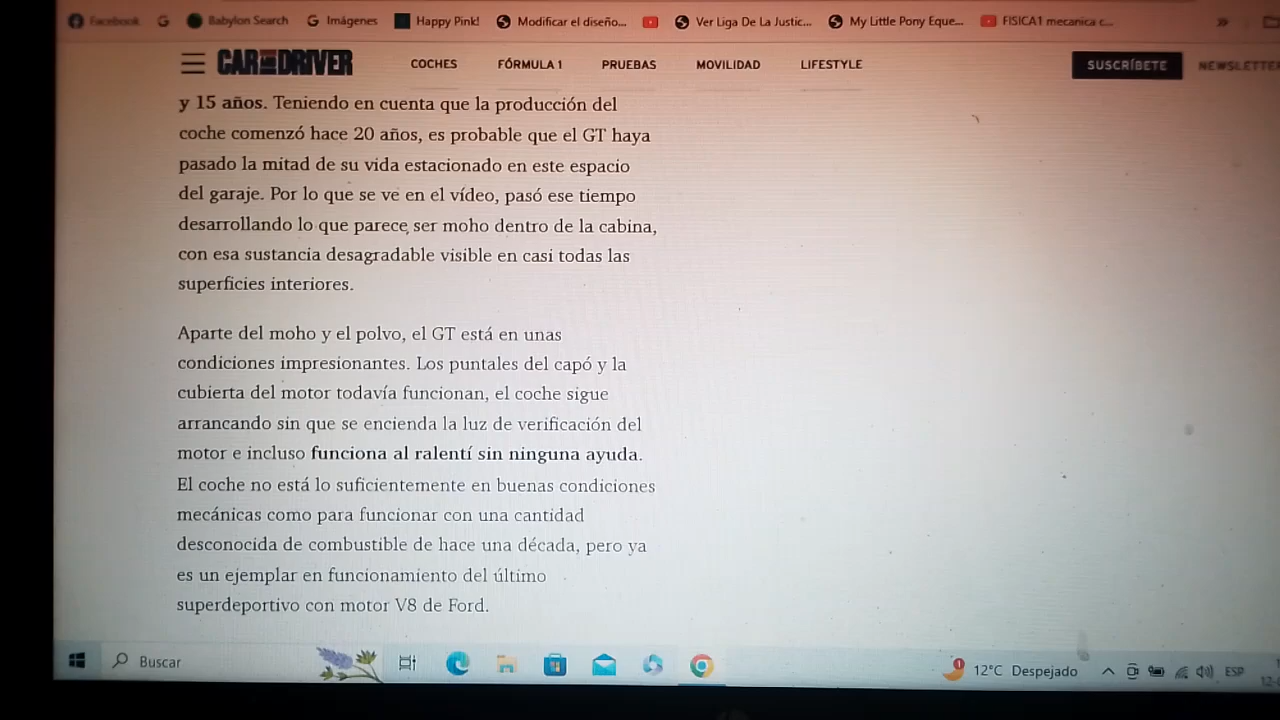 Facebook Babylon Search Imágenes Happy Pink! Modificar el diseño... Ver Liga De La Justic... My Little Pony Eque... FISICA1 mecanica c... »
CAR AND DRIVER COCHES FÓRMULA 1 PRUEBAS MOVILIDAD LIFESTYLE SUSCRÍBETE NEWSLETTE
y 15 años. Teniendo en cuenta que la producción del
coche comenzó hace 20 años, es probable que el GT haya
pasado la mitad de su vida estacionado en este espacio
del garaje. Por lo que se ve en el vídeo, pasó ese tiempo
desarrollando lo que parece ser moho dentro de la cabina,
con esa sustancia desagradable visible en casi todas las
superficies interiores.
Aparte del moho y el polvo, el GT está en unas
condiciones impresionantes. Los puntales del capó y la
cubierta del motor todavía funcionan, el coche sigue
arrancando sin que se encienda la luz de verificación del
motor e incluso funciona al ralentí sin ninguna ayuda.
El coche no está lo suficientemente en buenas condiciones
mecánicas como para funcionar con una cantidad
desconocida de combustible de hace una década, pero ya
es un ejemplar en funcionamiento del último
superdeportivo con motor V8 de Ford.
Buscar 1 12°C Despejado ESP